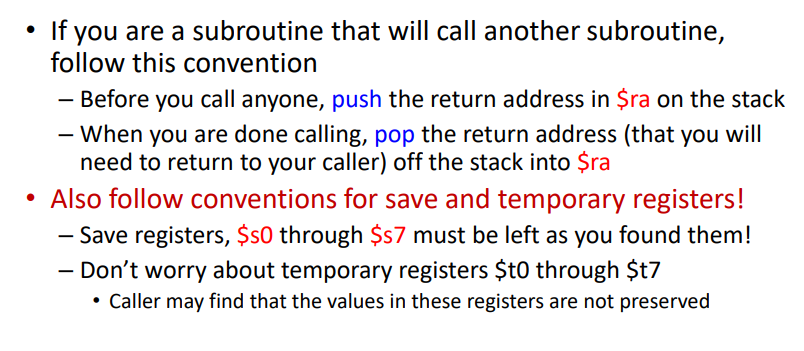 • If you are a subroutine that will call another subroutine,
follow this convention
– Before you call anyone, push the return address in $ra on the stack
– When you are done calling, pop the return address (that you will
need to return to your caller) off the stack into $ra
• Also follow conventions for save and temporary registers!
– Save registers, $s0 through $s7 must be left as you found them!
– Don’t worry about temporary registers $t0 through $t7
• Caller may find that the values in these registers are not preserved